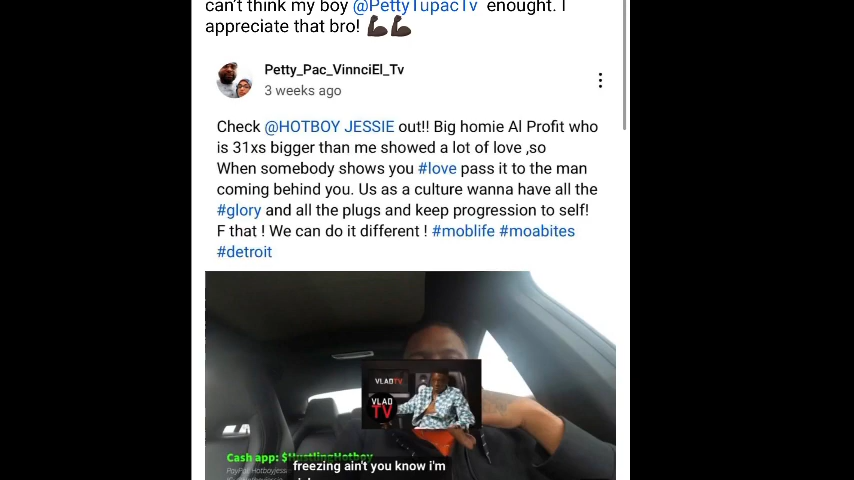 can't think my boy @PettyTupacTv enought. I
appreciate that bro!
Petty_Pac_VinnciEl_Tv
3 weeks ago
Check @HOTBOY JESSIE out!! Big homie Al Profit who
is 31xs bigger than me showed a lot of love ,so
When somebody shows you #love pass it to the man
coming behind you. Us as a culture wanna have all the
#glory and all the plugs and keep progression to self!
F that ! We can do it different ! #moblife #moabites
#detroit
VLADTV
VLAD
TV
Cash app: $HustlingHotboy
PayPal Hotboyjess
freezing ain't you know i'm